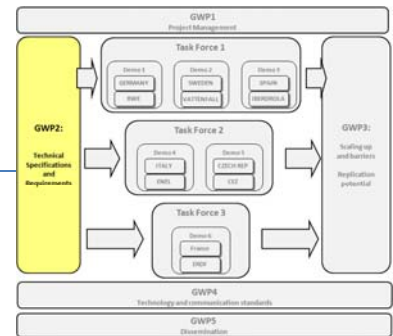 GWP1
Project Management
GWP2:
Technical
Specifications
and
Requirements
Task Force 1
Demo 1
GERMANY
RWE
Demo 2
SWEDEN
VATTENFALL
Demo 3
SPAIN
IBERDROLA
Task Force 2
Demo 4
ITALY
ENEL
Demo 5
CZECH REP
CEZ
Task Force 3
Demo 6
France
ERDF
GWP3:
Scaling up
and barriers
Replication
potential
GWP4
Technology and communication standards
GWP5
Dissemination